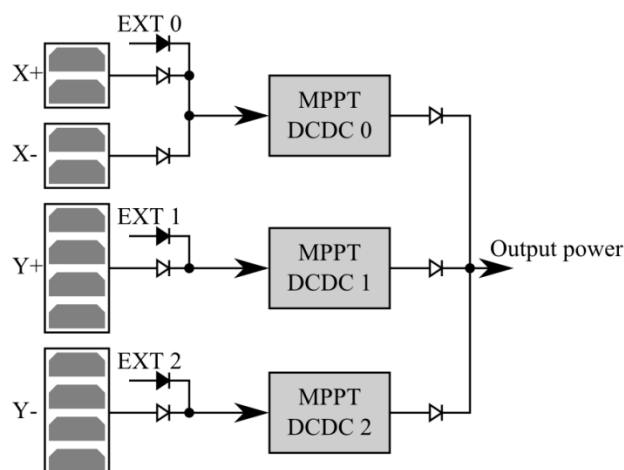 EXT 0
X+
MPPT
DCDC 0
X-
EXT 1
Y+
MPPT
DCDC 1
Output power
EXT 2
Y-
MPPT
DCDC 2